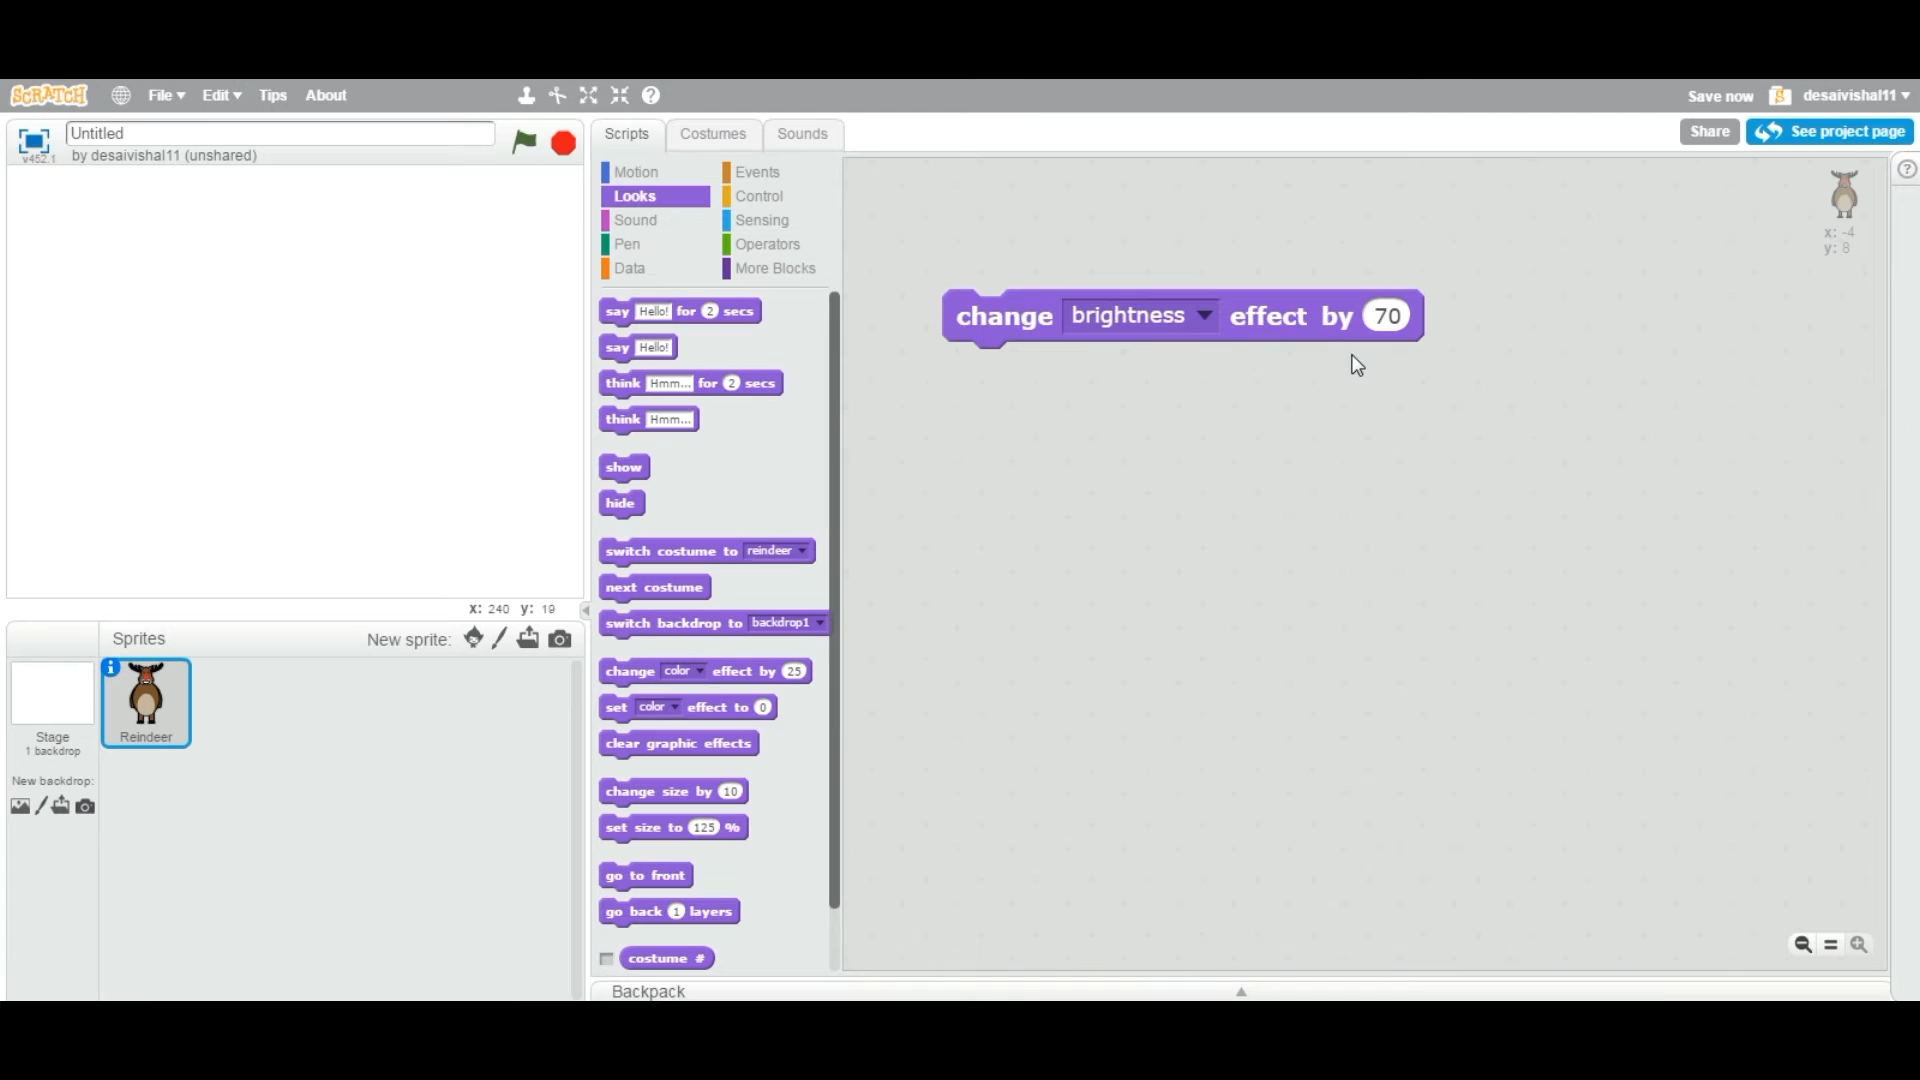 SCRATCH File Edit Tips About Save now desaivishal11
v452.1 Untitled
by desaivishal11 (unshared)
Share See project page
Scripts Costumes Sounds
Motion Events
Looks Control
Sound Sensing
Pen Operators
Data More Blocks
say Hello! for 2 secs
say Hello!
think Hmm... for 2 secs
think Hmm...
show
hide
switch costume to reindeer
next costume
switch backdrop to backdrop1
change color effect by 25
set color effect to 0
clear graphic effects
change size by 10
set size to 125 %
go to front
go back 1 layers
costume #
change brightness effect by 70
x: -4
y: 8
x: 240 y: 19
Sprites New sprite:
Reindeer
Stage
1 backdrop
New backdrop:
Backpack